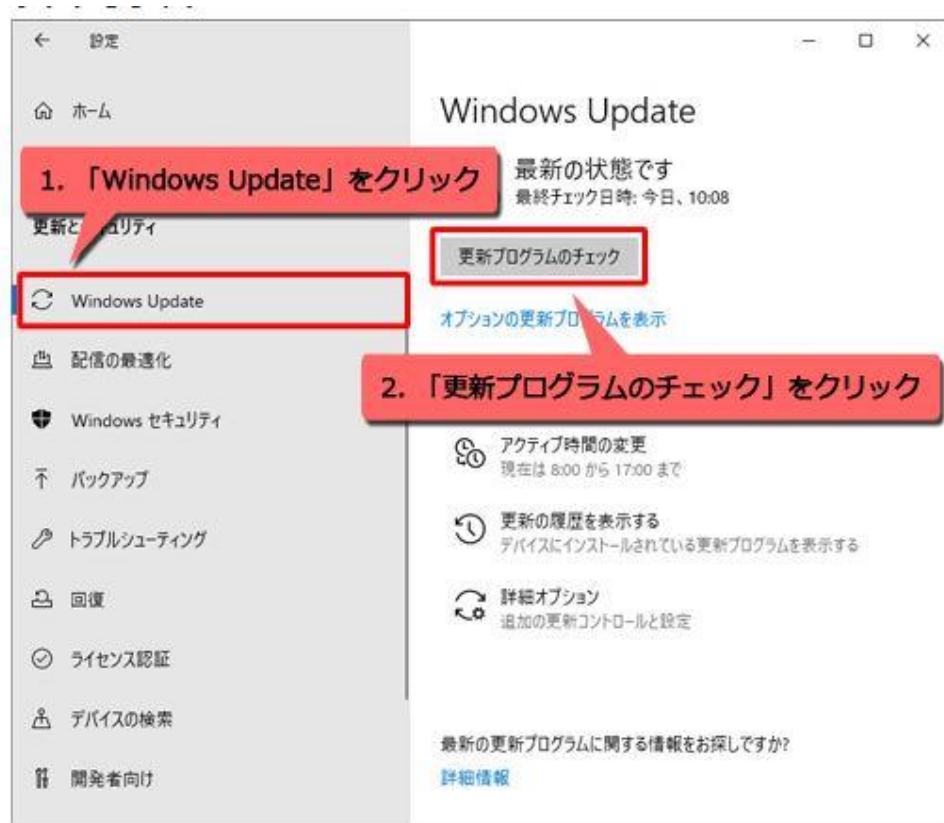 設定
ホーム
1. 「Windows Update」をクリック
更新と
リティ
Windows Update
配信の最適化
Windows セキュリティ
バックアップ
トラブルシューティング
回復
ライセンス認証
デバイスの検索
開発者向け
Windows Update
最新の状態です
最終チェック日時: 今日、10:08
更新プログラムのチェック
オプションの更新プロ ラムを表示
2. 「更新プログラムのチェック」をクリック
アクティブ時間の変更
現在は 8:00 から 17:00 まで
更新の履歴を表示する
デバイスにインストールされている更新プログラムを表示する
詳細オプション
追加の更新コントロールと設定
最新の更新プログラムに関する情報をお探しですか?
詳細情報